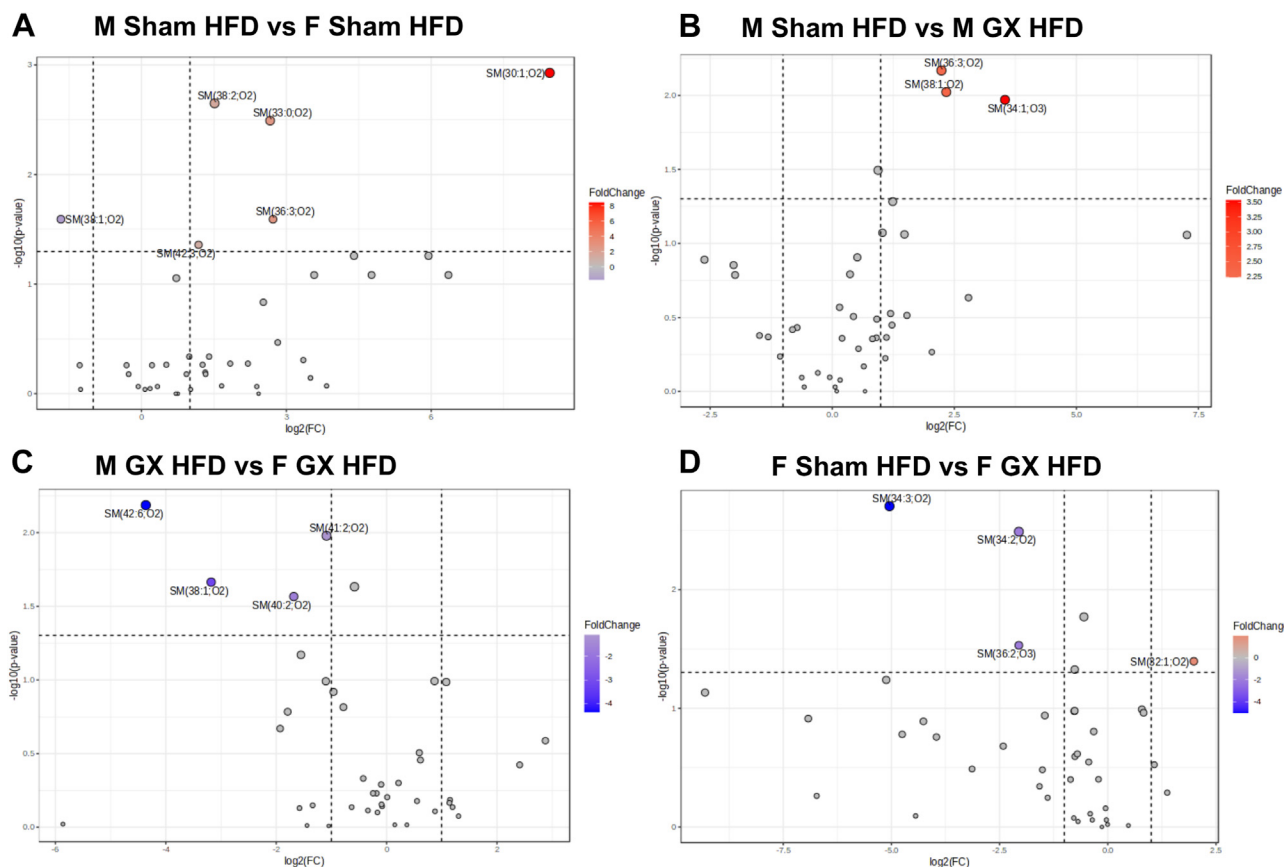 A M Sham HFD vs F Sham HFD
SM(30:1;O2)
SM(38:2;O2)
SM(33:0;O2)
SM(38:1;O2)
SM(36:3;O2)
SM(42:3;O2)
3
2
1
0
-log10(p-value)
0 3 6
log2(FC)
FoldChange
8
6
4
2
0
B M Sham HFD vs M GX HFD
SM(36:3;O2)
SM(38:1;O2)
SM(34:1;O3)
2.0
1.5
1.0
0.5
0.0
-log10(p-value)
-2.5 0.0 2.5 5.0 7.5
log2(FC)
FoldChange
3.50
3.25
3.00
2.75
2.50
2.25
C M GX HFD vs F GX HFD
SM(42:6;O2)
SM(41:2;O2)
SM(38:1;O2)
SM(40:2;O2)
2.0
1.5
1.0
0.5
0.0
-log10(p-value)
-6 -4 -2 0 2
log2(FC)
FoldChange
-2
-3
-4
D F Sham HFD vs F GX HFD
SM(34:3;O2)
SM(34:2;O2)
SM(36:2;O3)
SM(32:1;O2)
2
1
0
-log10(p-value)
-7.5 -5.0 -2.5 0.0 2.5
log2(FC)
FoldChang
0
-2
-4